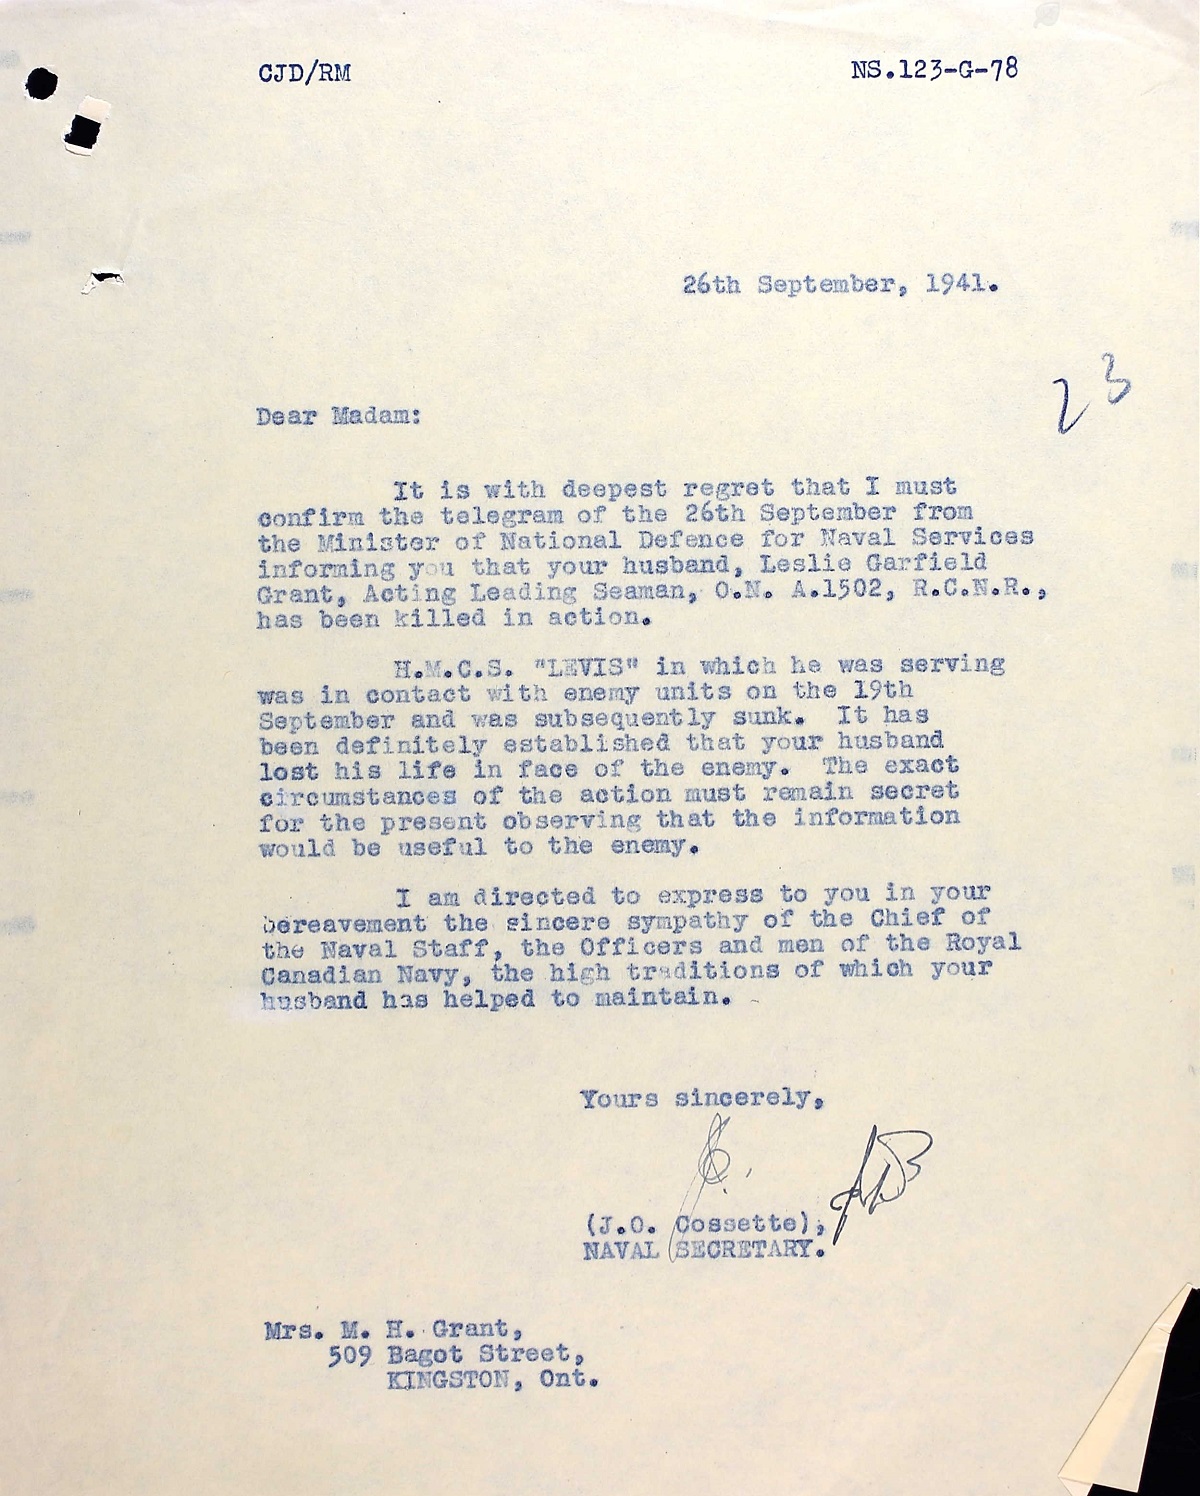 CJD/RM NS.123-G-78
26th September, 1941.
23
Dear Madam:
It is with deepest regret that I must
confirm the telegram of the 26th September from
the Minister of National Defence for Naval Services
informing you that your husband, Leslie Garfield
Grant, Acting Leading Seaman, O.N. A.1502, R.C.N.R.,
has been killed in action.
H.M.C.S. "LEVIS" in which he was serving
was in contact with enemy units on the 19th
September and was subsequently sunk. It has
been definitely established that your husband
lost his life in face of the enemy. The exact
circumstances of the action must remain secret
for the present observing that the information
would be useful to the enemy.
I am directed to express to you in your
bereavement the sincere sympathy of the Chief of
the Naval Staff, the Officers and men of the Royal
Canadian Navy, the high traditions of which your
husband has helped to maintain.
Yours sincerely,
(J.O. Cossette),
NAVAL SECRETARY.
Mrs. M. H. Grant,
509 Bagot Street,
KINGSTON, Ont.